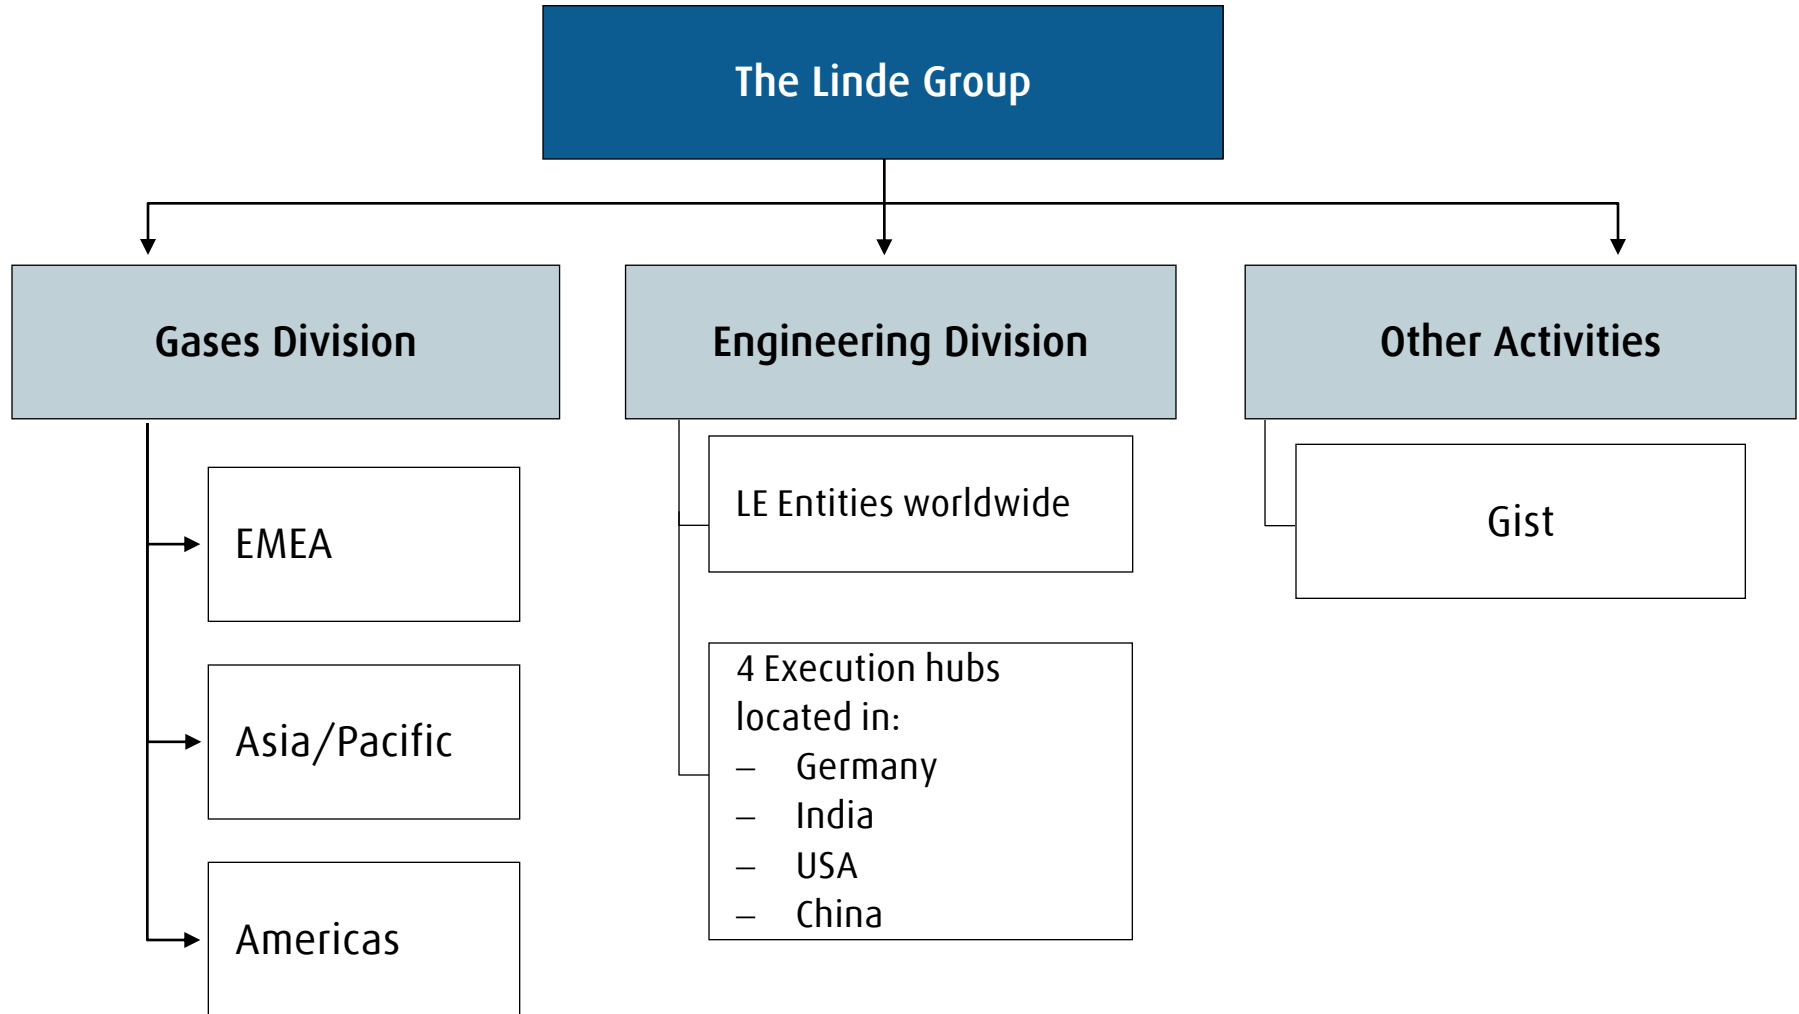 The Linde Group
Gases Division
Engineering Division
Other Activities
EMEA
Asia/Pacific
Americas
LE Entities worldwide
4 Execution hubs
located in:
– Germany
– India
– USA
– China
Gist